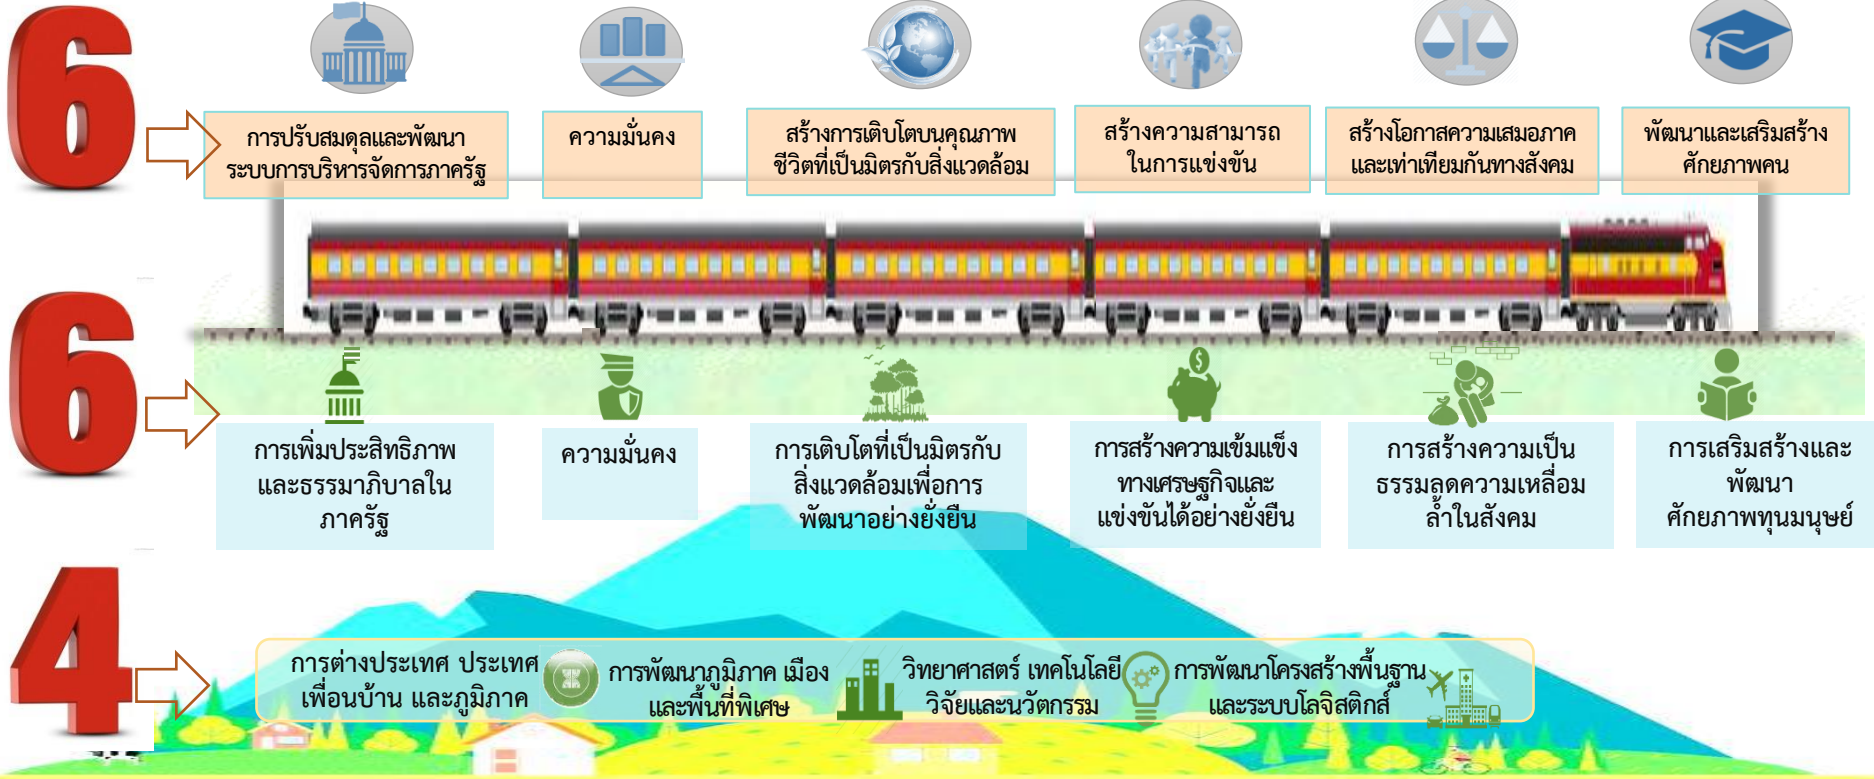 6
การปรับสมดุลและพัฒนา
ระบบการบริหารจัดการภาครัฐ
ความมั่นคง
สร้างการเติบโตบนคุณภาพ
ชีวิตที่เป็นมิตรกับสิ่งแวดล้อม
สร้างความสามารถ
ในการแข่งขัน
สร้างโอกาสความเสมอภาค
และเท่าเทียมกันทางสังคม
พัฒนาและเสริมสร้าง
ศักยภาพคน
6
การเพิ่มประสิทธิภาพ
และธรรมาภิบาลใน
ภาครัฐ
ความมั่นคง
การเติบโตที่เป็นมิตรกับ
สิ่งแวดล้อมเพื่อการ
พัฒนาอย่างยั่งยืน
การสร้างความเข้มแข็ง
ทางเศรษฐกิจและ
แข่งขันได้อย่างยั่งยืน
การสร้างความเป็น
ธรรมลดความเหลื่อม
ล้ำในสังคม
การเสริมสร้างและ
พัฒนา
ศักยภาพทุนมนุษย์
4
การต่างประเทศ ประเทศ
เพื่อนบ้าน และภูมิภาค
การพัฒนาภูมิภาค เมือง
และพื้นที่พิเศษ
วิทยาศาสตร์ เทคโนโลยี
วิจัยและนวัตกรรม
การพัฒนาโครงสร้างพื้นฐาน
และระบบโลจิสติกส์